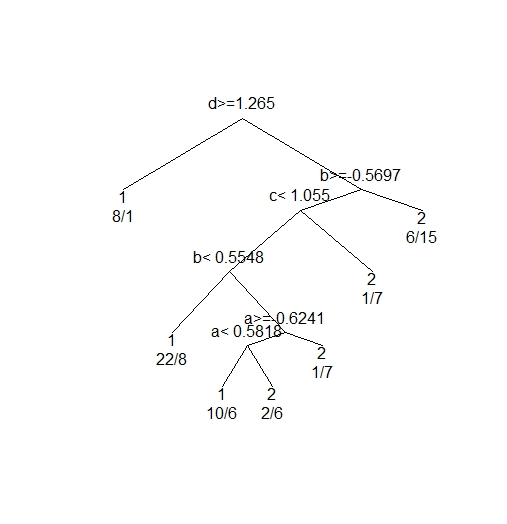 d>=1.265
b>=-0.5697
c< 1.055
1
8/1
2
6/15
b< 0.5548
2
1/7
a>=-0.6241
a< 0.5818
1
22/8
2
1/7
1
10/6
2
2/6